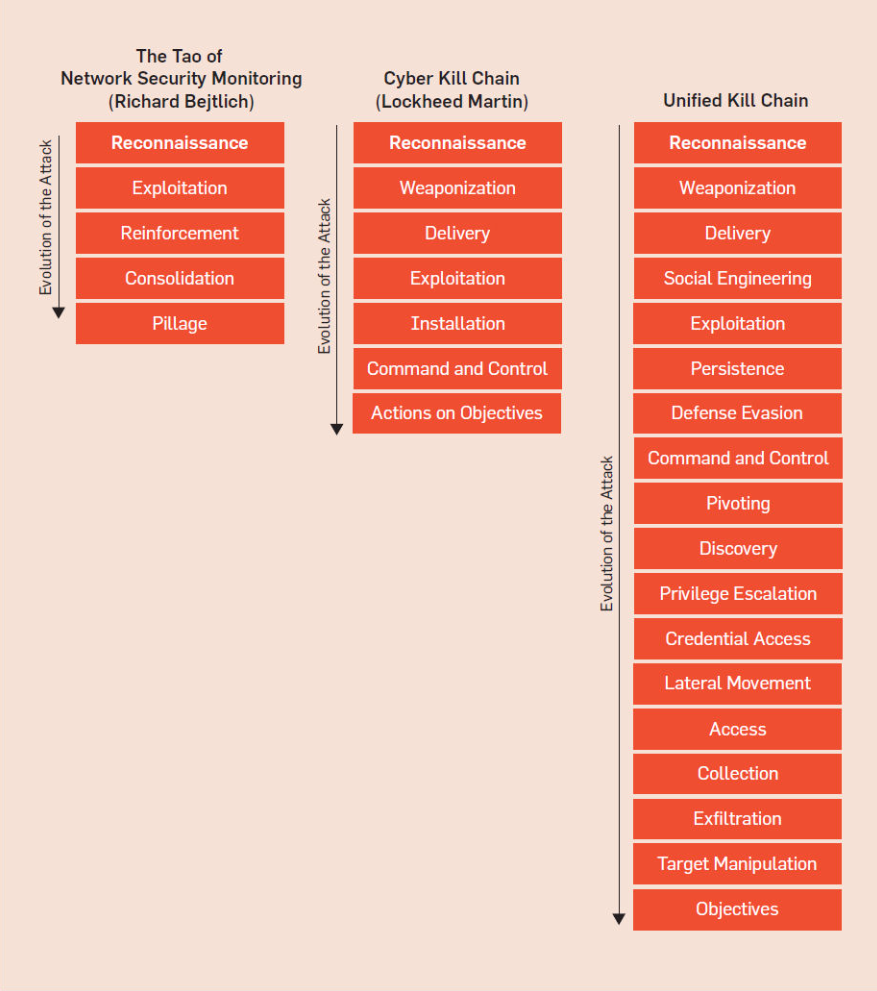 The Tao of
Network Security Monitoring
(Richard Bejtlich)
Evolution of the Attack
Reconnaissance
Exploitation
Reinforcement
Consolidation
Pillage
Cyber Kill Chain
(Lockheed Martin)
Evolution of the Attack
Reconnaissance
Weaponization
Delivery
Exploitation
Installation
Command and Control
Actions on Objectives
Unified Kill Chain
Evolution of the Attack
Reconnaissance
Weaponization
Delivery
Social Engineering
Exploitation
Persistence
Defense Evasion
Command and Control
Pivoting
Discovery
Privilege Escalation
Credential Access
Lateral Movement
Access
Collection
Exfiltration
Target Manipulation
Objectives